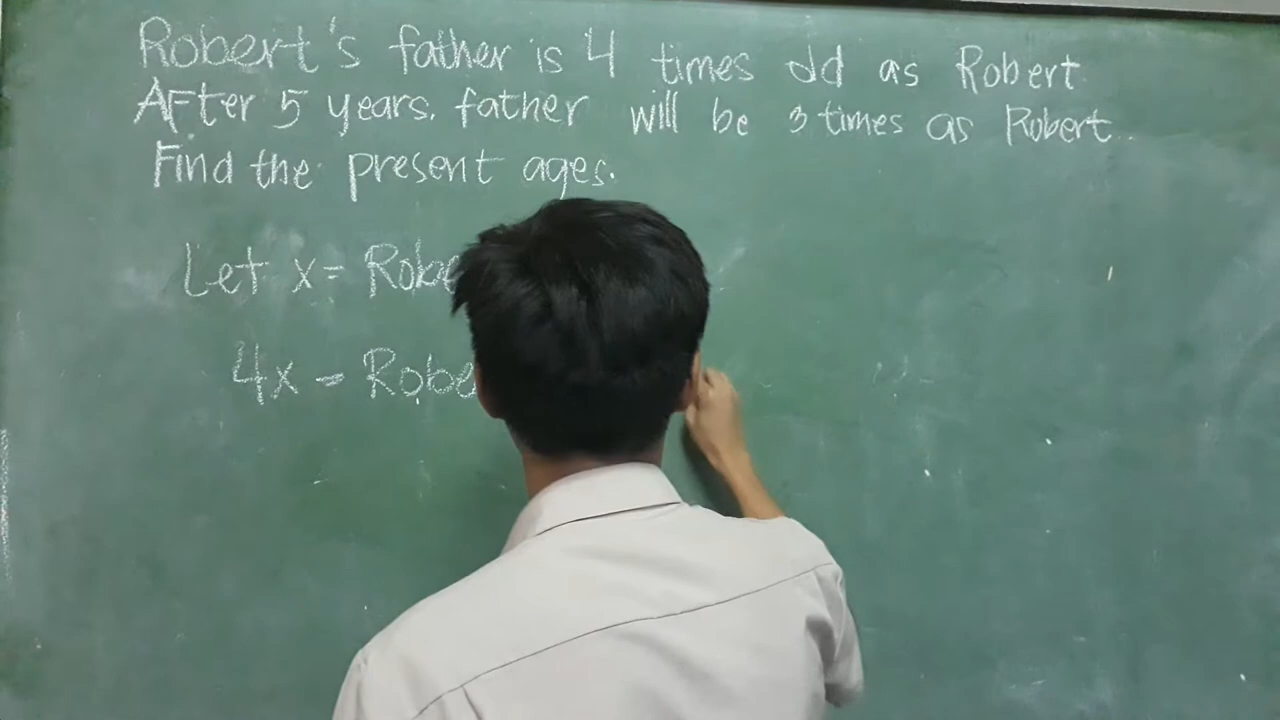 Robert's father is 4 times old as Robert
After 5 years. father will be 3 times as Robert..
Find the present ages.
Let x = Robe
4x = Robe